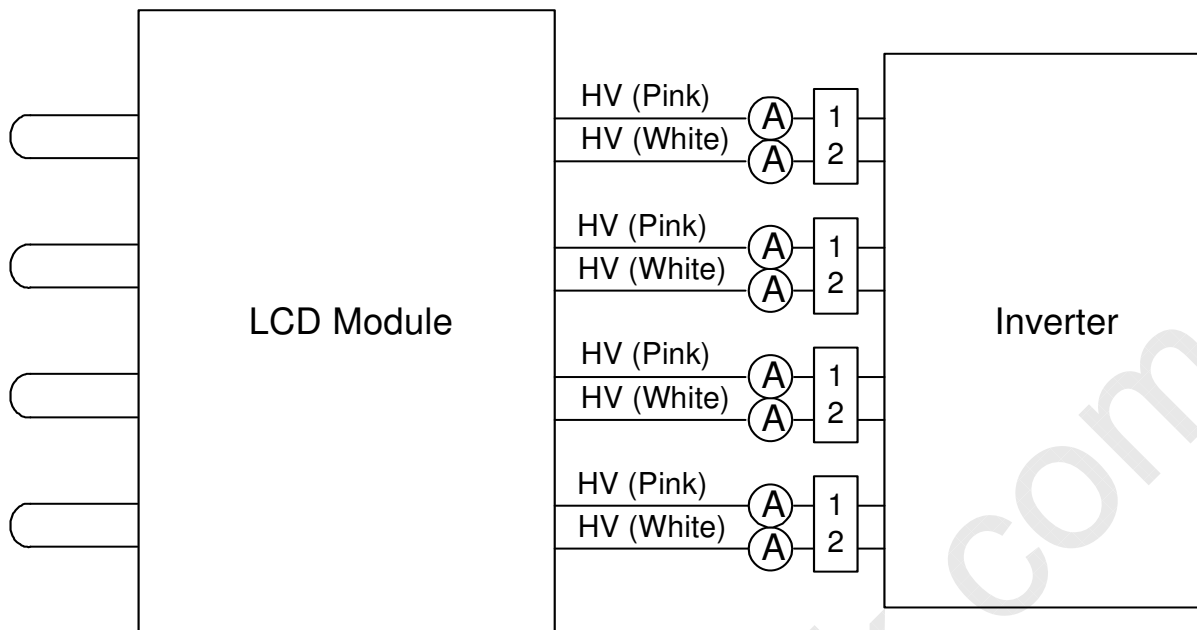 HV (Pink)
A
1
HV (White)
A
2
HV (Pink)
A
1
HV (White)
A
2
LCD Module
Inverter
HV (Pink)
A
1
HV (White)
A
2
HV (Pink)
A
1
HV (White)
A
2
com